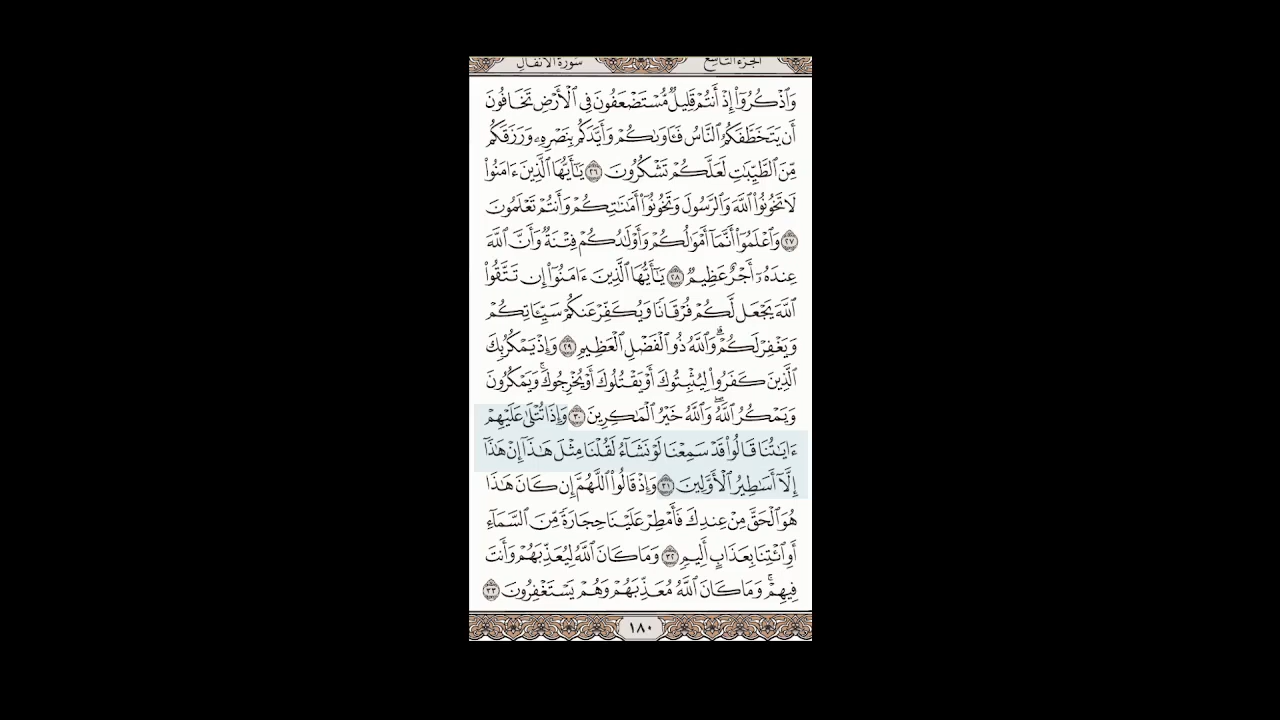 الجزء التاسع سورة الأنفال
وَٱذۡكُرُوٓاْ إِذۡ أَنتُمۡ قَلِيلٞ مُّسۡتَضۡعَفُونَ فِي ٱلۡأَرۡضِ تَخَافُونَ
أَن يَتَخَطَّفَكُمُ ٱلنَّاسُ فَـَٔاوَىٰكُمۡ وَأَيَّدَكُم بِنَصۡرِهِۦ وَرَزَقَكُم
مِّنَ ٱلطَّيِّبَٰتِ لَعَلَّكُمۡ تَشۡكُرُونَ ٢٦ يَٰٓأَيُّهَا ٱلَّذِينَ ءَامَنُواْ
لَا تَخُونُواْ ٱللَّهَ وَٱلرَّسُولَ وَتَخُونُوٓاْ أَمَٰنَٰتِكُمۡ وَأَنتُمۡ تَعۡلَمُونَ
٢٧ وَٱعۡلَمُوٓاْ أَنَّمَآ أَمۡوَٰلُكُمۡ وَأَوۡلَٰدُكُمۡ فِتۡنَةٞ وَأَنَّ ٱللَّهَ
عِندَهُۥٓ أَجۡرٌ عَظِيمٞ ٢٨ يَٰٓأَيُّهَا ٱلَّذِينَ ءَامَنُوٓاْ إِن تَتَّقُواْ
ٱللَّهَ يَجۡعَل لَّكُمۡ فُرۡقَانٗا وَيُكَفِّرۡ عَنكُمۡ سَيِّـَٔاتِكُمۡ
وَيَغۡفِرۡ لَكُمۡۗ وَٱللَّهُ ذُو ٱلۡفَضۡلِ ٱلۡعَظِيمِ ٢٩ وَإِذۡ يَمۡكُرُ بِكَ
ٱلَّذِينَ كَفَرُواْ لِيُثۡبِتُوكَ أَوۡ يَقۡتُلُوكَ أَوۡ يُخۡرِجُوكَۚ وَيَمۡكُرُونَ
وَيَمۡكُرُ ٱللَّهُۖ وَٱللَّهُ خَيۡرُ ٱلۡمَٰكِرِينَ ٣٠ وَإِذَا تُتۡلَىٰ عَلَيۡهِمۡ
ءَايَٰتُنَا قَالُواْ قَدۡ سَمِعۡنَا لَوۡ نَشَآءُ لَقُلۡنَا مِثۡلَ هَٰذَآ إِنۡ هَٰذَآ
إِلَّآ أَسَٰطِيرُ ٱلۡأَوَّلِينَ ٣١ وَإِذۡ قَالُواْ ٱللَّهُمَّ إِن كَانَ هَٰذَا
هُوَ ٱلۡحَقَّ مِنۡ عِندِكَ فَأَمۡطِرۡ عَلَيۡنَا حِجَارَةٗ مِّنَ ٱلسَّمَآءِ
أَوِ ٱئۡتِنَا بِعَذَابٍ أَلِيمٖ ٣٢ وَمَا كَانَ ٱللَّهُ لِيُعَذِّبَهُمۡ وَأَنتَ
فِيهِمۡۚ وَمَا كَانَ ٱللَّهُ مُعَذِّبَهُمۡ وَهُمۡ يَسۡتَغۡفِرُونَ ٣٣
١٨٠